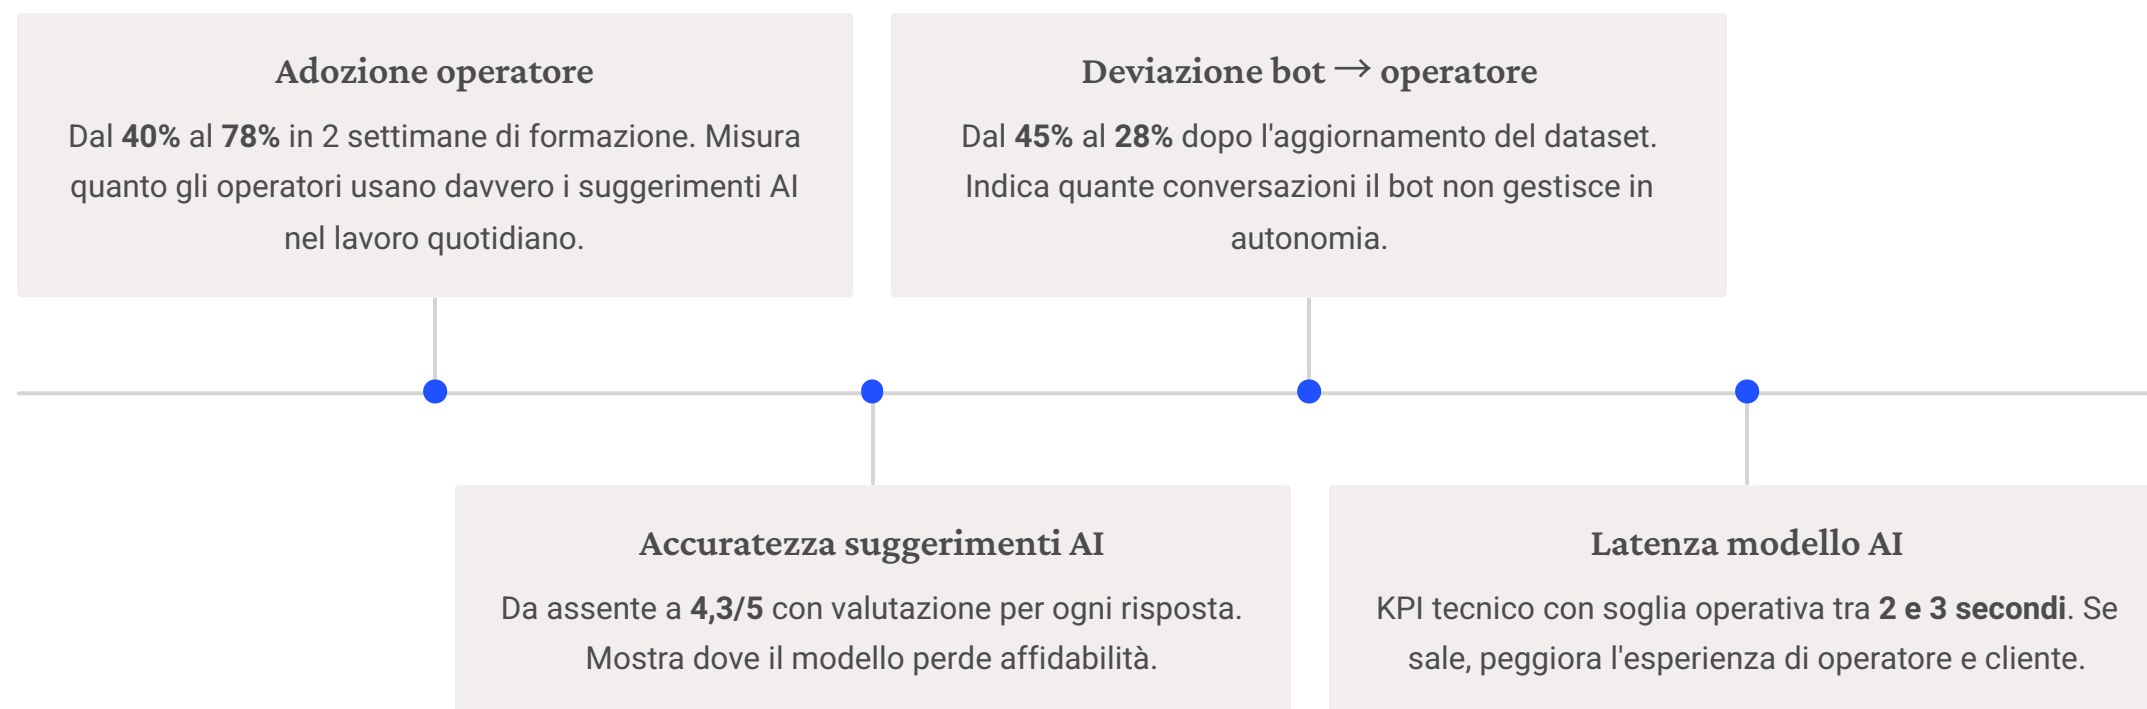 Adozione operatore
Dal 40% al 78% in 2 settimane di formazione. Misura
quanto gli operatori usano davvero i suggerimenti AI
nel lavoro quotidiano.
Deviazione bot → operatore
Dal 45% al 28% dopo l'aggiornamento del dataset.
Indica quante conversazioni il bot non gestisce in
autonomia.
Accuratezza suggerimenti AI
Da assente a 4,3/5 con valutazione per ogni risposta.
Mostra dove il modello perde affidabilità.
Latenza modello AI
KPI tecnico con soglia operativa tra 2 e 3 secondi. Se
sale, peggiora l'esperienza di operatore e cliente.